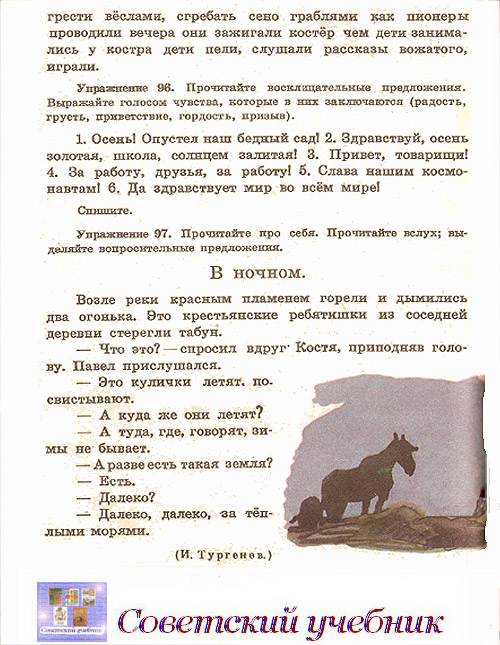 грести вёслами, сгребать сено граблями как пионеры
проводили вечера они зажигали костёр чем дети занима-
лись у костра дети пели, слушали рассказы вожатого,
играли.
Упражнение 96. Прочитайте восклицательные предложения.
Выражайте голосом чувства, которые в них заключаются (радость,
грусть, приветствие, гордость, призыв).
1. Осень! Опустел наш бедный сад! 2. Здравствуй, осень
золотая, школа, солнцем залитая! 3. Привет, товарищи!
4. За работу, друзья, за работу! 5. Слава нашим космо-
навтам! 6. Да здравствует мир во всём мире!
Спишите.
Упражнение 97. Прочитайте про себя. Прочитайте вслух; вы-
деляйте вопросительные предложения.
В ночном.
Возле реки красным пламенем горели и дымились
два огонька. Это крестьянские ребятишки из соседней
деревни стерегли табун.
— Что это? — спросил вдруг Костя, приподняв голо-
ву. Павел прислушался.
— Это кулички летят, по-
свистывают.
— А куда же они летят?
— А туда, где, говорят, зи-
мы не бывает.
— А разве есть такая земля?
— Есть.
— Далеко?
— Далеко, далеко, за тёп-
лыми морями.
(И. Тургенев.)
Советский учебник
Советский учебник